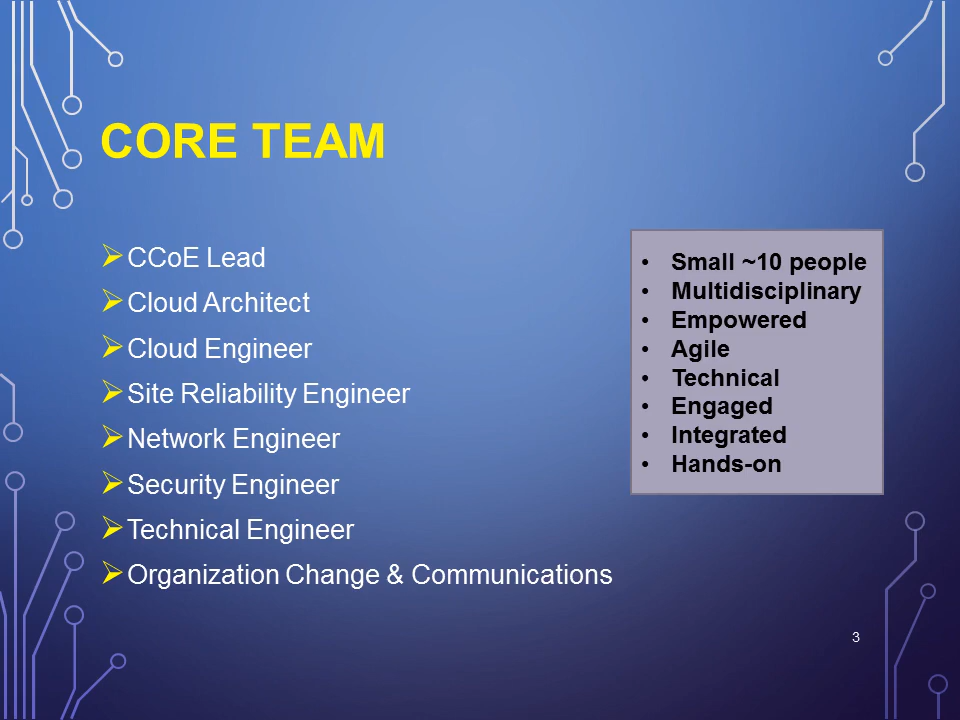 CORE TEAM
➢CCoE Lead
➢Cloud Architect
➢Cloud Engineer
➢Site Reliability Engineer
➢Network Engineer
➢Security Engineer
➢Technical Engineer
➢Organization Change & Communications
• Small ~10 people
• Multidisciplinary
• Empowered
• Agile
• Technical
• Engaged
• Integrated
• Hands-on
3